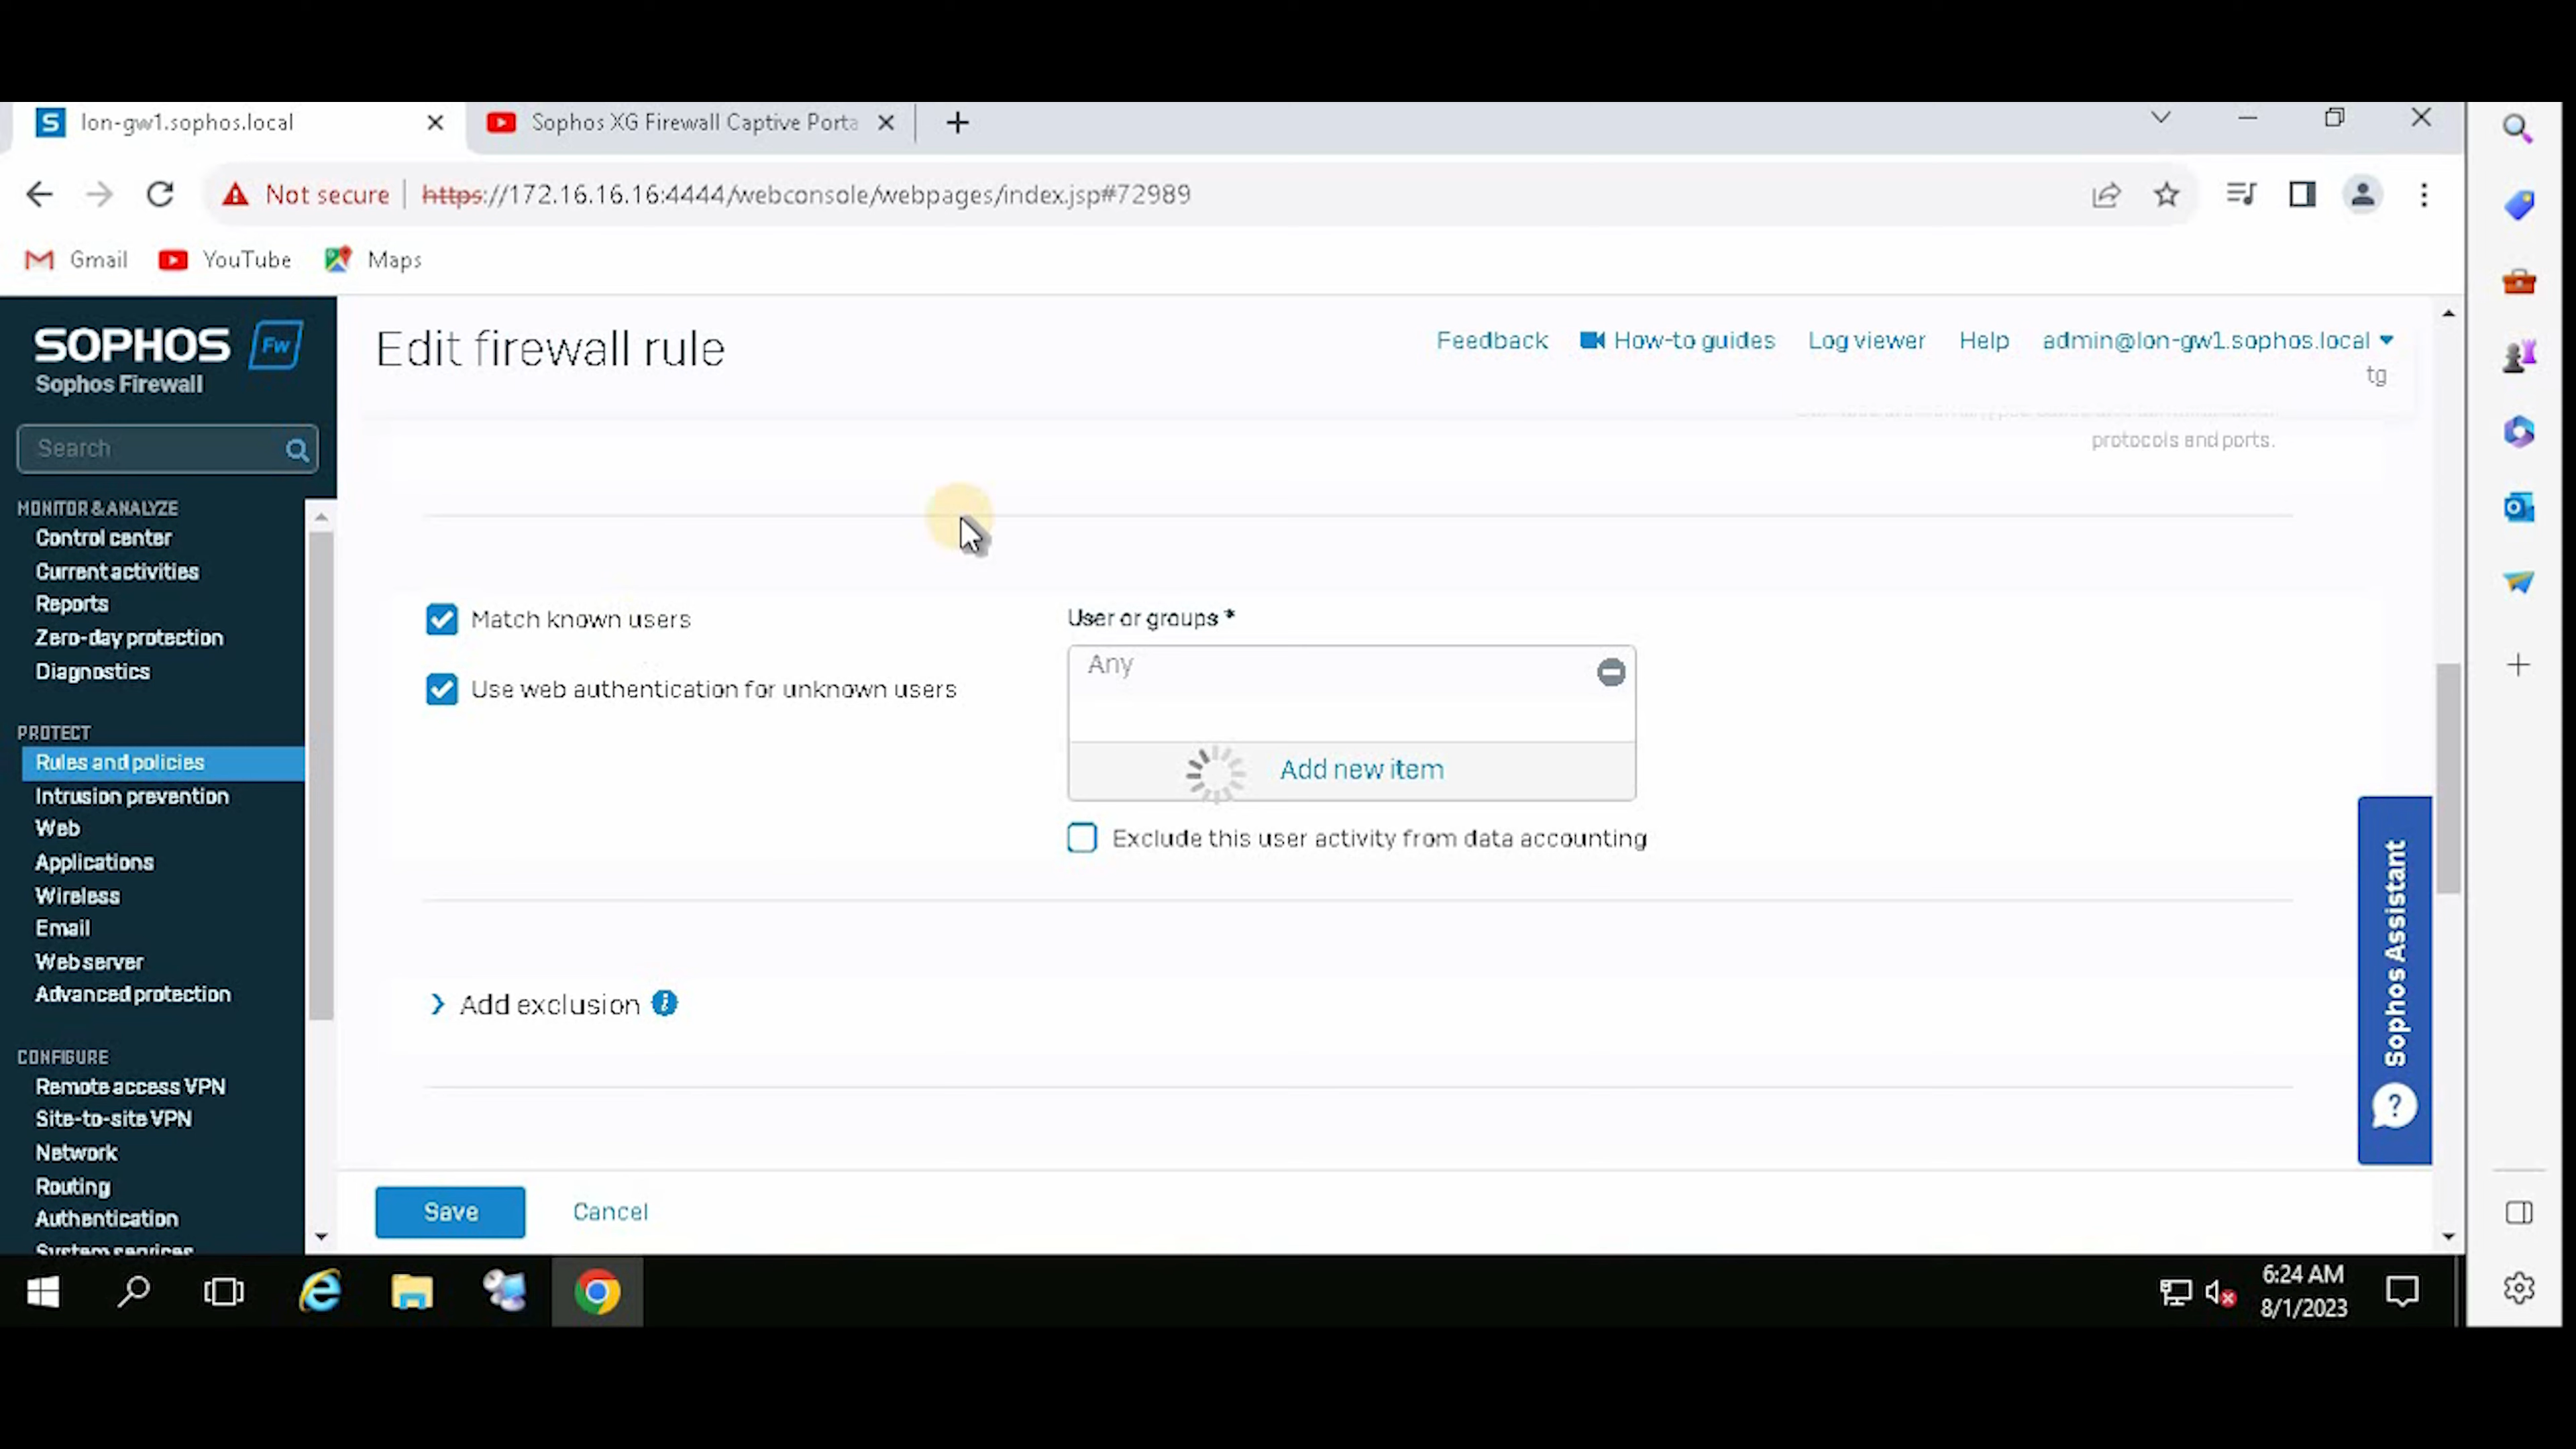 lon-gw1.sophos.local
Sophos XG Firewall Captive Porta
Not secure
https://172.16.16.16:4444/webconsole/webpages/index.jsp#72989
Gmail
YouTube
Maps
SOPHOS
Fw
Sophos Firewall
Edit firewall rule
Feedback
How-to guides
Log viewer
Help
admin@lon-gw1.sophos.local
tg
Search
protocols and ports.
MONITOR & ANALYZE
Control center
Current activities
Reports
Zero-day protection
Diagnostics
PROTECT
Rules and policies
Intrusion prevention
Web
Applications
Wireless
Email
Web server
Advanced protection
CONFIGURE
Remote access VPN
Site-to-site VPN
Network
Routing
Authentication
System services
Match known users
Use web authentication for unknown users
User or groups *
Any
Add new item
Exclude this user activity from data accounting
Add exclusion
Sophos Assistant
Save
Cancel
6:24 AM
8/1/2023